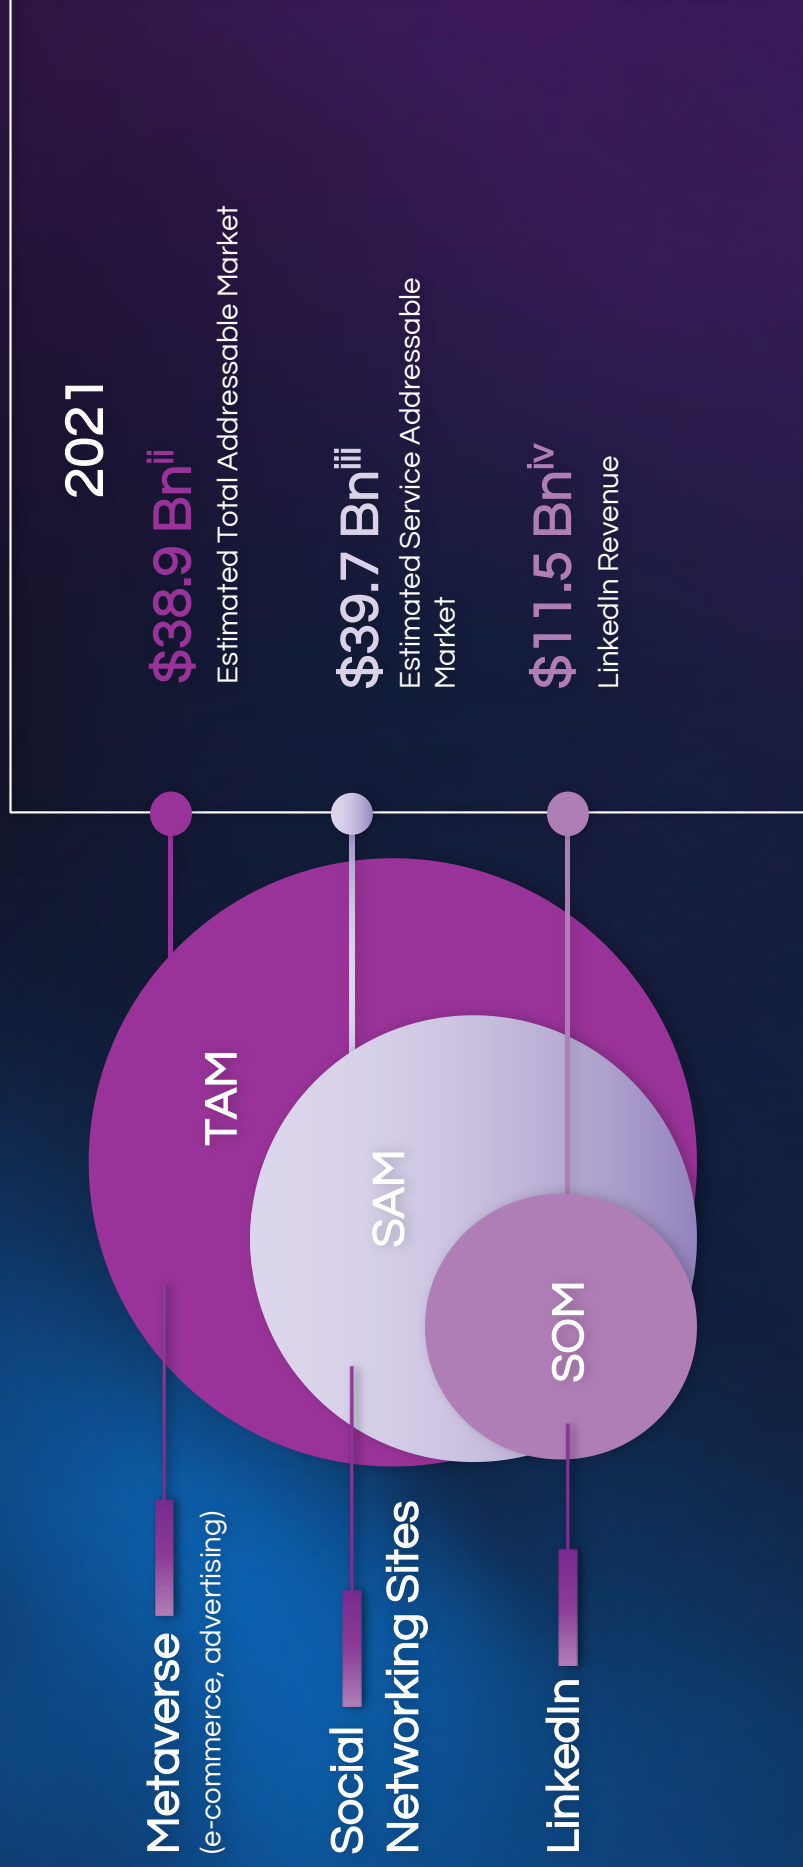 2021
Metaverse
(e-commerce, advertising)
TAM
$38.9 Bnii
Estimated Total Addressable Market
Social
Networking Sites
SAM
$39.7 Bniii
Estimated Service Addressable
Market
LinkedIn
SOM
$11.5 Bniv
LinkedIn Revenue